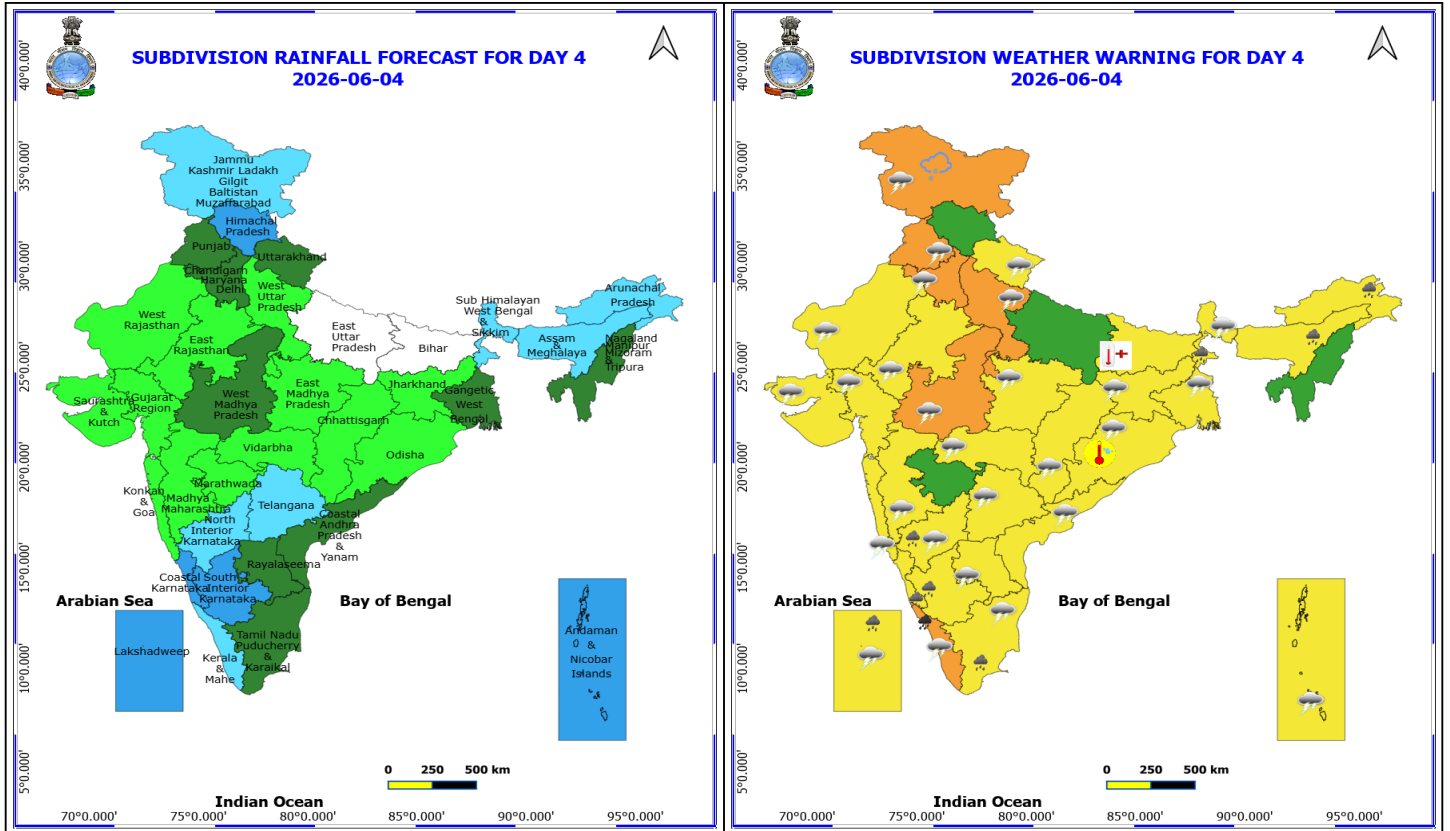 SUBDIVISION RAINFALL FORECAST FOR DAY 4
2026-06-04
40°0.000'
35°0.000'
30°0.000'
25°0.000'
20°0.000'
15°0.000'
10°0.000'
5°0.000'
Jammu
Kashmir Ladakh
Gilgit
Baltistan
Muzaffarabad
Himachal
Pradesh
Punjab
Uttarakhand
Chandigarh
Haryana
Delhi
West
Uttar
Pradesh
West
Rajasthan
East
Rajasthan
East
Uttar
Pradesh
Bihar
Sub Himalayan
West Bengal
&
Sikkim
Arunachal
Pradesh
Assam
&
Meghalaya
Nagaland
Manipur
Mizoram
&
Tripura
Saurashtra
&
Kutch
Gujarat
Region
West
Madhya
Pradesh
East
Madhya
Pradesh
Jharkhand
Gangetic
West
Bengal
Chhattisgarh
Odisha
Vidarbha
Konkan
&
Goa
Madhya
Maharashtra
Marathwada
Telangana
North
Interior
Karnataka
Coastal
Andhra
Pradesh
&
Yanam
Rayalaseema
Coastal
Karnataka
South
Interior
Karnataka
Tamil Nadu
Puducherry
&
Karaikal
Kerala
&
Mahe
Arabian Sea
Lakshadweep
Bay of Bengal
Andaman
&
Nicobar
Islands
0 250 500 km
Indian Ocean
70°0.000' 75°0.000' 80°0.000' 85°0.000' 90°0.000' 95°0.000'
SUBDIVISION WEATHER WARNING FOR DAY 4
2026-06-04
40°0.000'
35°0.000'
30°0.000'
25°0.000'
20°0.000'
15°0.000'
10°0.000'
5°0.000'
Arabian Sea
Bay of Bengal
0 250 500 km
Indian Ocean
70°0.000' 75°0.000' 80°0.000' 85°0.000' 90°0.000' 95°0.000'